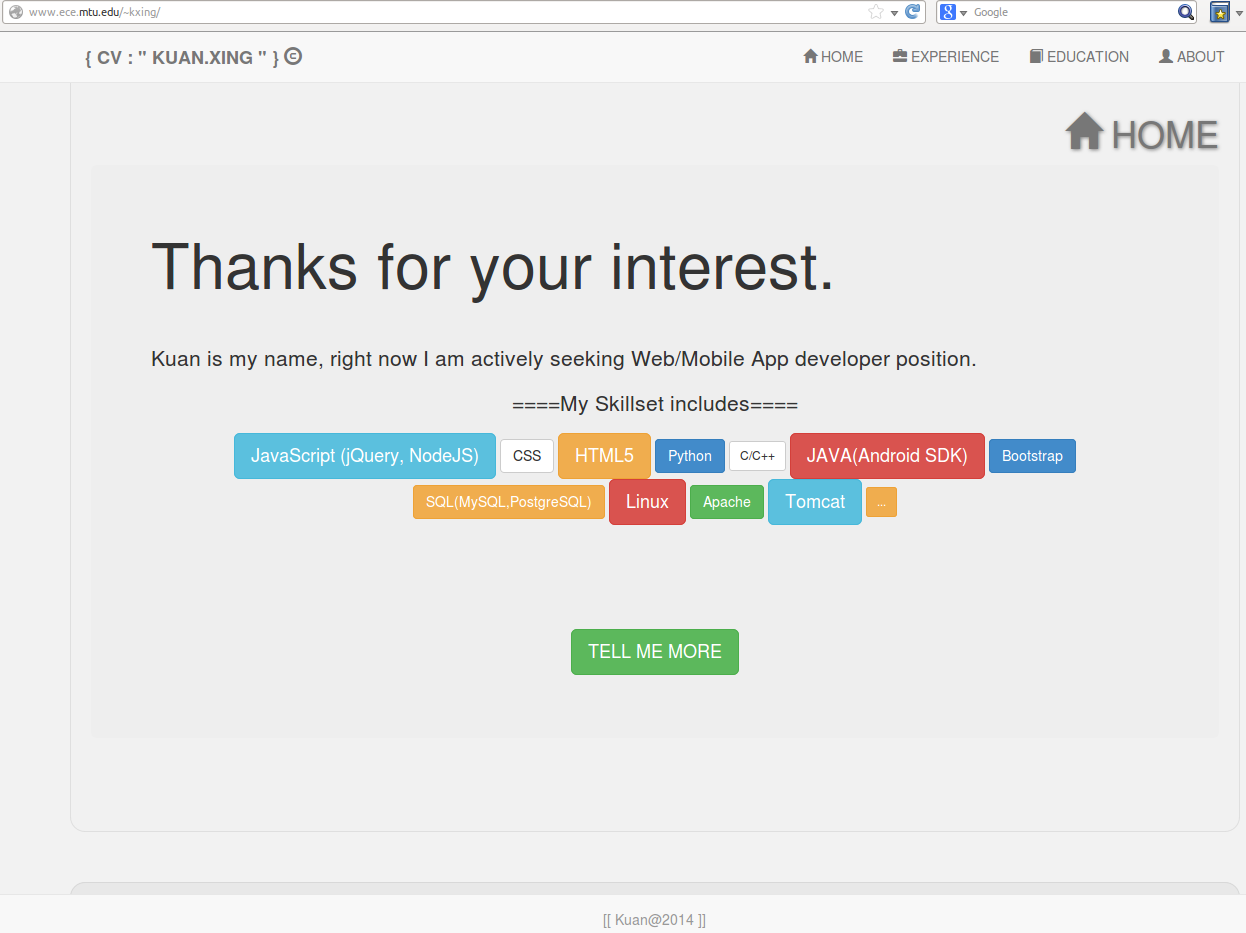 www.ece.mtu.edu/~kxing/ Google
{ CV : " KUAN.XING " } © HOME EXPERIENCE EDUCATION ABOUT
HOME
Thanks for your interest.
Kuan is my name, right now I am actively seeking Web/Mobile App developer position.
====My Skillset includes====
JavaScript (jQuery, NodeJS) CSS HTML5 Python C/C++ JAVA(Android SDK) Bootstrap
SQL(MySQL,PostgreSQL) Linux Apache Tomcat ...
TELL ME MORE
[[ Kuan@2014 ]]